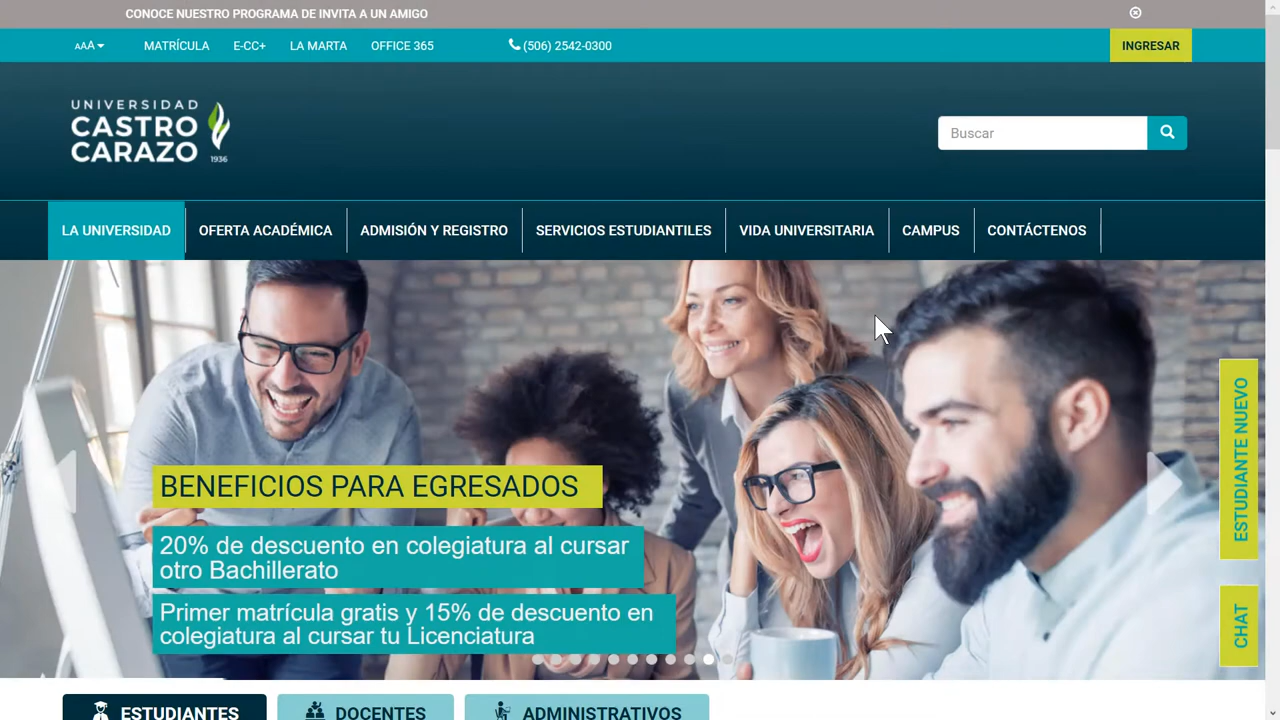 CONOCE NUESTRO PROGRAMA DE INVITA A UN AMIGO
AAA MATRÍCULA E-CC+ LA MARTA OFFICE 365 (506) 2542-0300 INGRESAR
UNIVERSIDAD
CASTRO
CARAZO
1936
Buscar
LA UNIVERSIDAD OFERTA ACADÉMICA ADMISIÓN Y REGISTRO SERVICIOS ESTUDIANTILES VIDA UNIVERSITARIA CAMPUS CONTÁCTENOS
BENEFICIOS PARA EGRESADOS
20% de descuento en colegiatura al cursar
otro Bachillerato
Primer matrícula gratis y 15% de descuento en
colegiatura al cursar tu Licenciatura
ESTUDIANTE NUEVO
CHAT
ESTUDIANTES DOCENTES ADMINISTRATIVOS